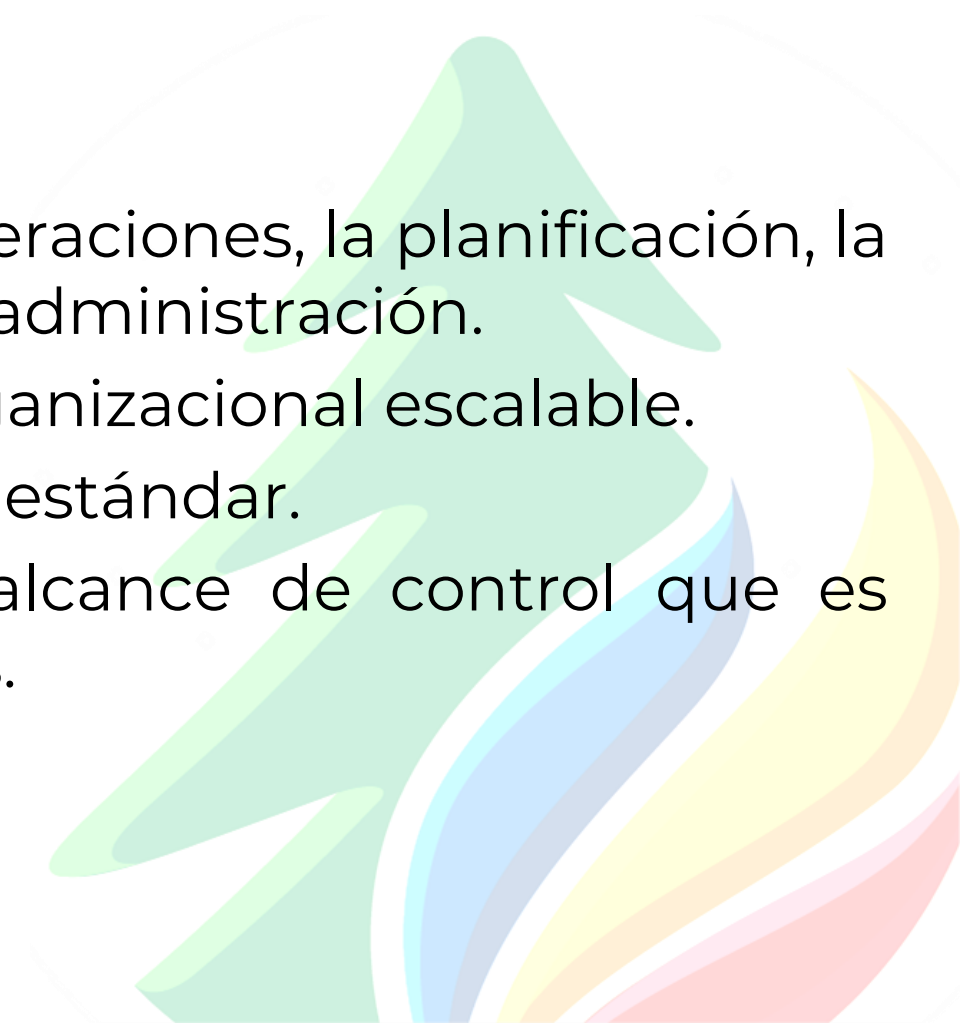 eraciones, la planificación, la
administración.
anizacional escalable.
estándar.
alcance de control que es
.